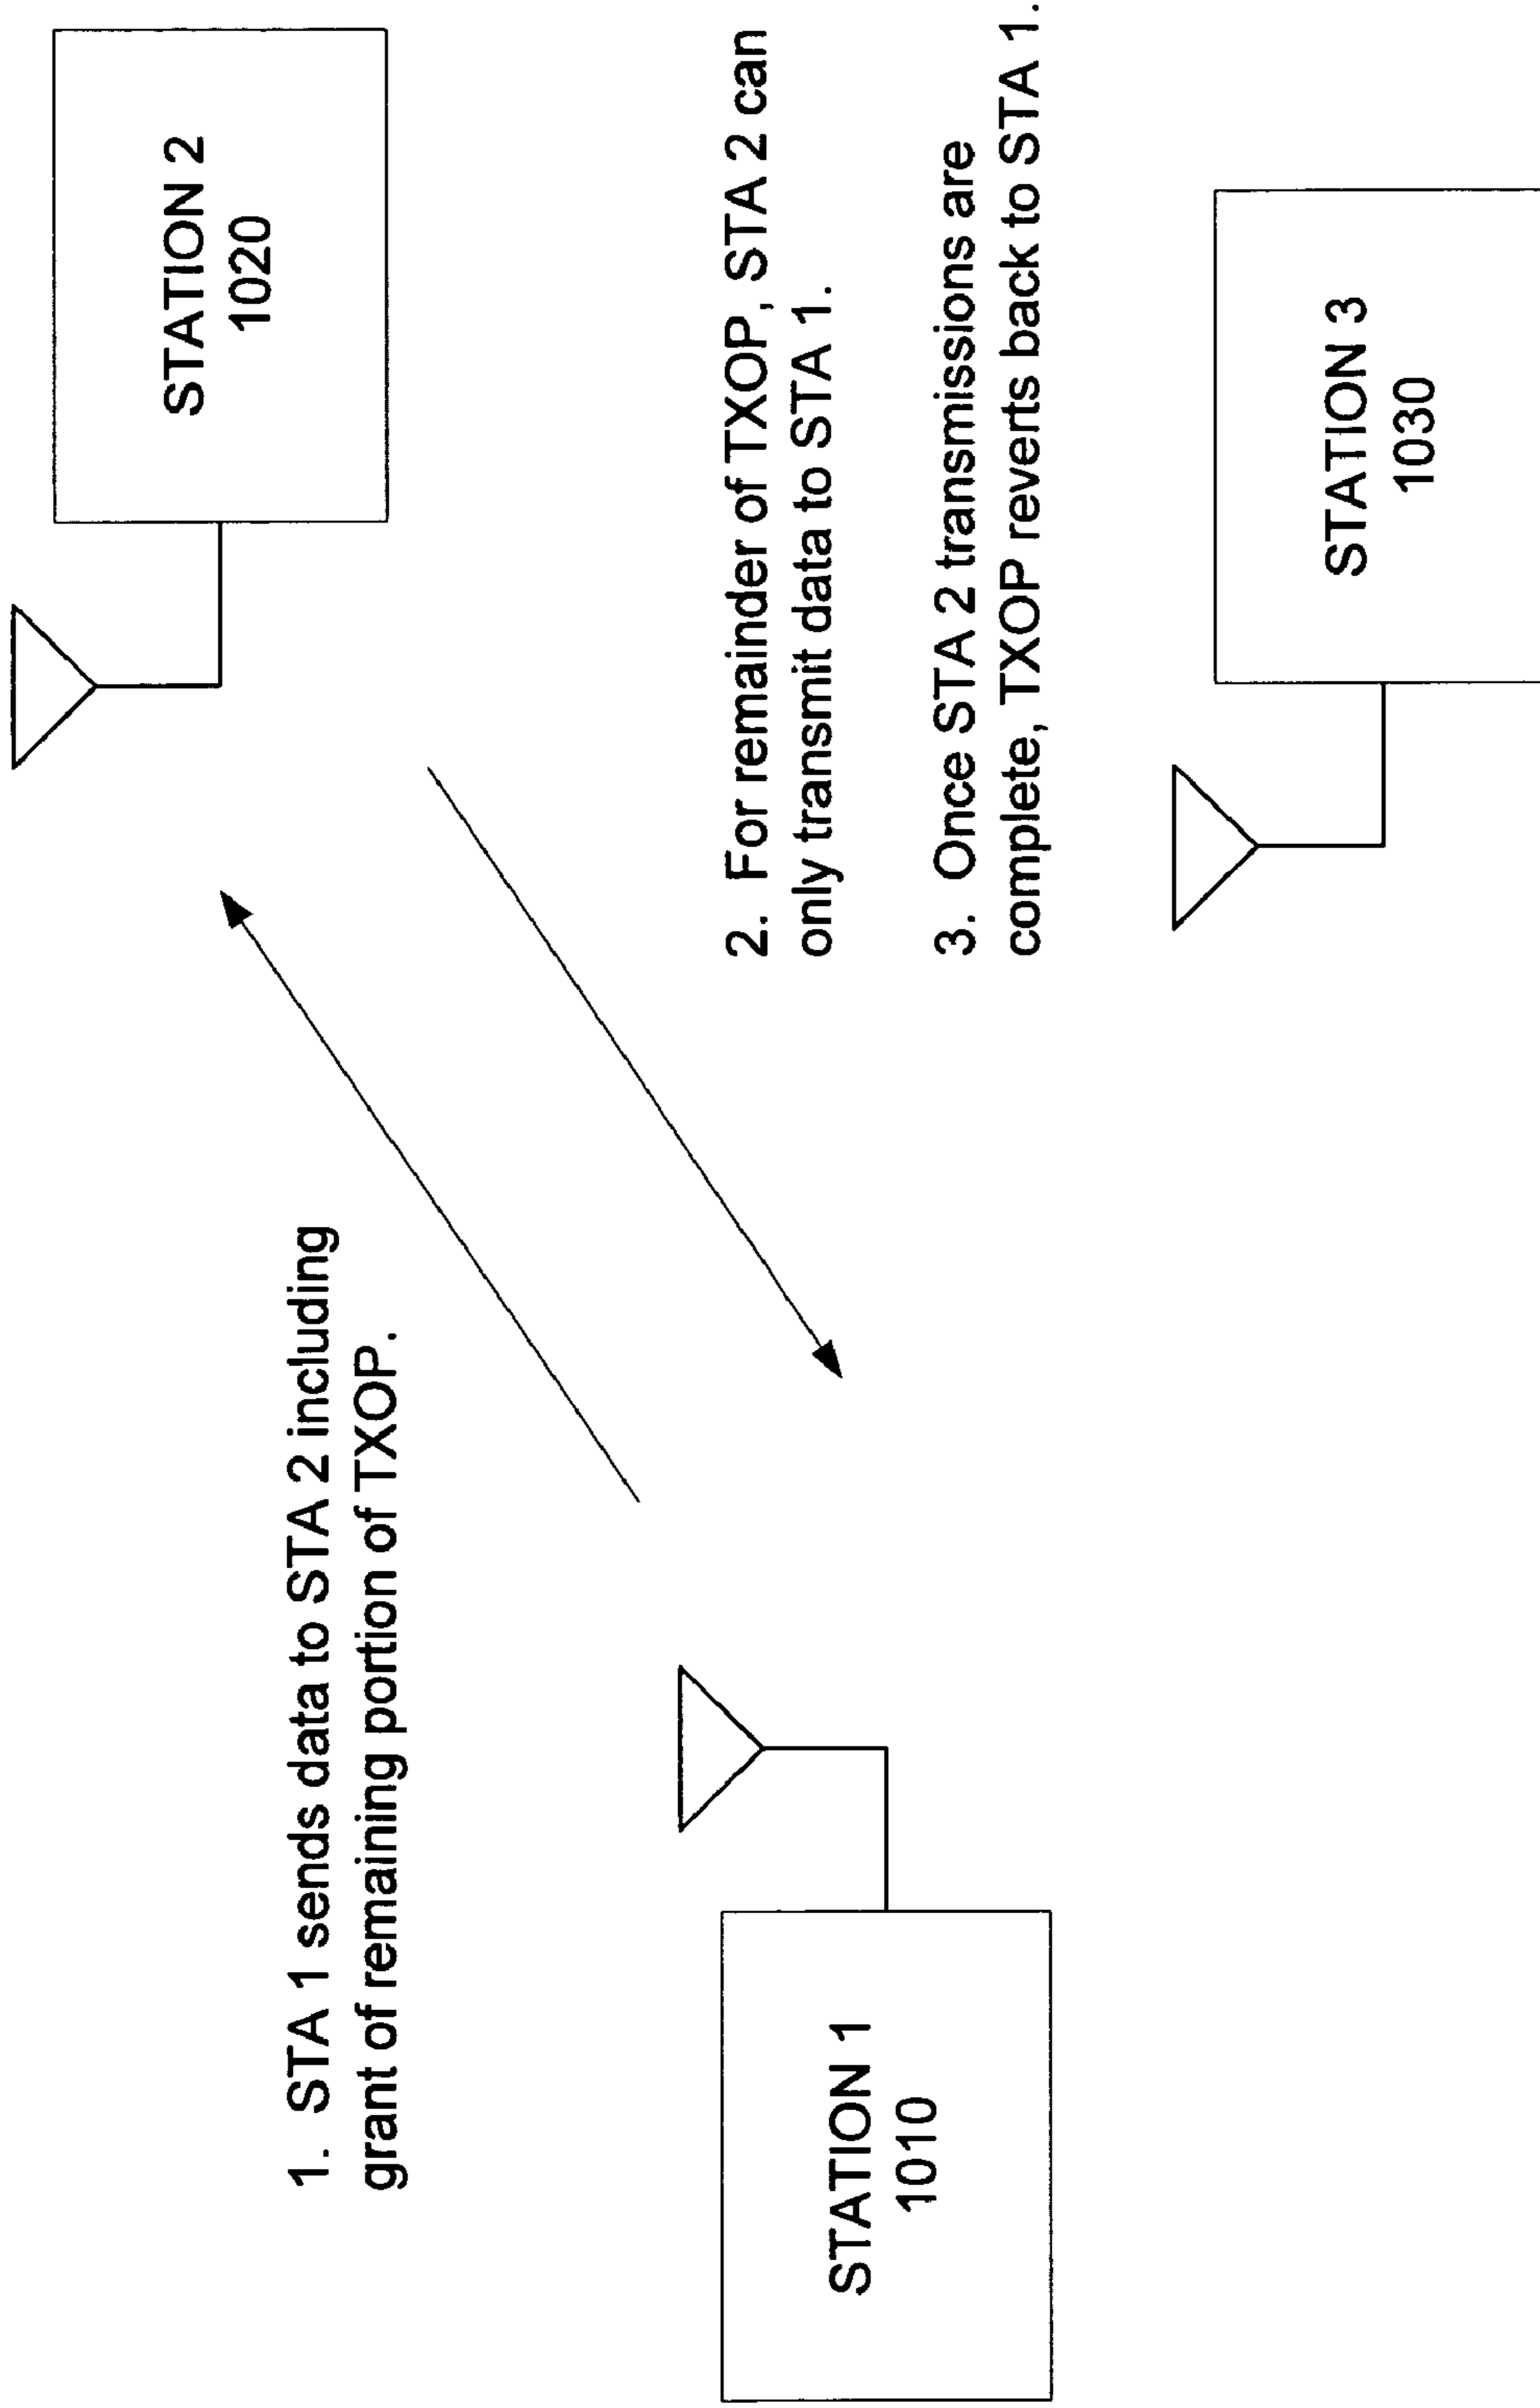 1. STA 1 sends data to STA 2 including
grant of remaining portion of TXOP.
STATION 2
1020
STATION 1
1010
2. For remainder of TXOP, STA 2 can
only transmit data to STA 1.
3. Once STA 2 transmissions are
complete, TXOP reverts back to STA 1.
STATION 3
1030